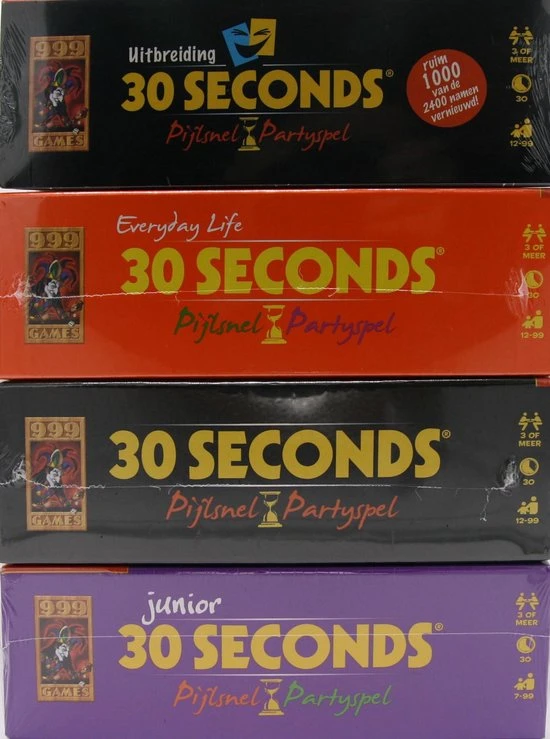 999
GAMES
Uitbreiding
30 SECONDS®
Pijlsnel Partyspel
ruim
1000
van de
2400 namen
vernieuwd!
3 OF
MEER
30
12-99
999
GAMES
Everyday Life
30 SECONDS®
Pijlsnel Partyspel
3 OF
MEER
30
12-99
999
GAMES
30 SECONDS®
Pijlsnel Partyspel
3 OF
MEER
30
12-99
999
GAMES
junior
30 SECONDS®
Pijlsnel Partyspel
3 OF
MEER
30
7-99